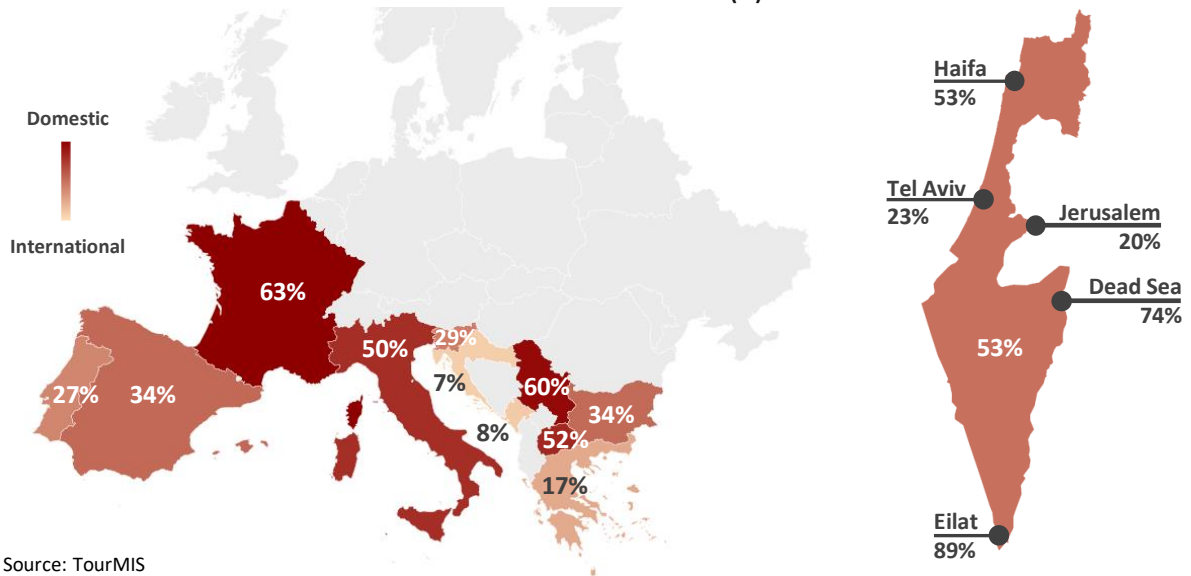 Domestic
International
63%
50%
29%
7%
60%
27%
34%
34%
8%
52%
17%
Source: TourMIS
Haifa
53%
Tel Aviv
23%
Jerusalem
20%
Dead Sea
74%
53%
Eilat
89%